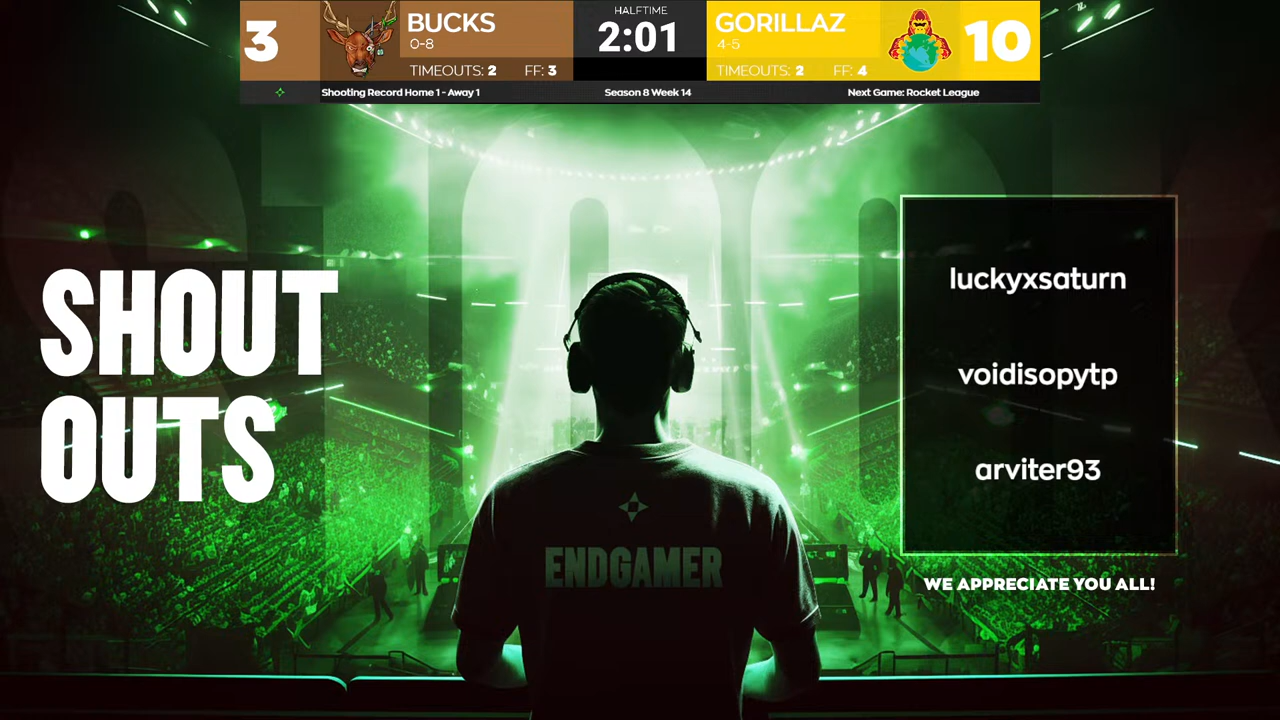 3
BUCKS
0-8
TIMEOUTS: 2 FF: 3
HALFTIME
2:01
GORILLAZ
4-5
TIMEOUTS: 2 FF: 4
10
Shooting Record Home 1 - Away 1
Season 8 Week 14
Next Game: Rocket League
SHOUT
OUTS
luckyxsaturn
voidisopytp
arviter93
WE APPRECIATE YOU ALL!
ENDGAMER